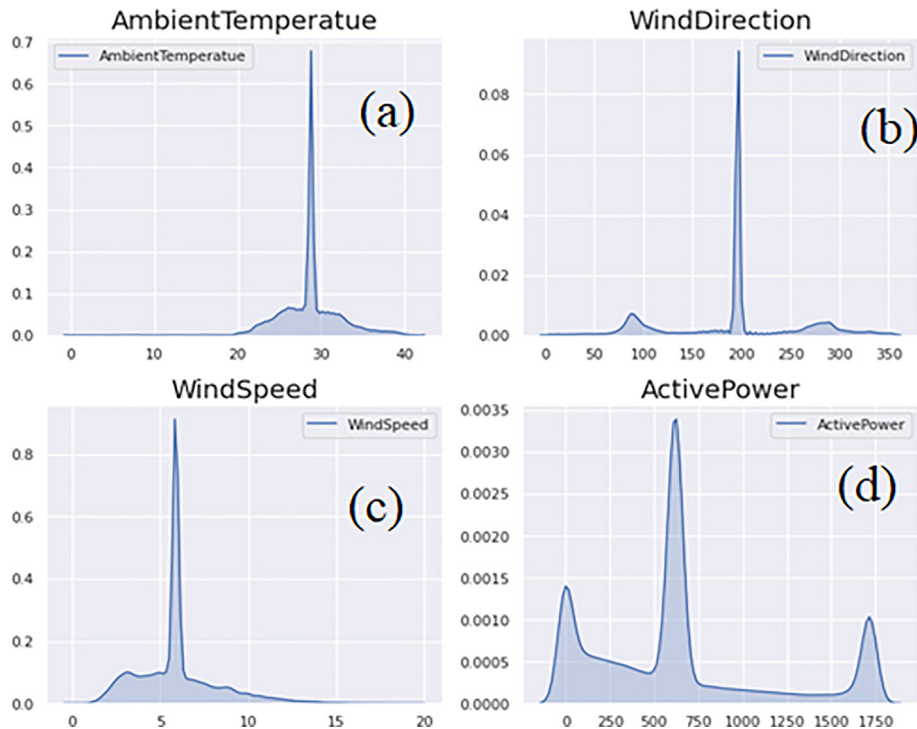 AmbientTemperatue
AmbientTemperatue
(a)
0.7
0.6
0.5
0.4
0.3
0.2
0.1
0.0
0 10 20 30 40
WindDirection
WindDirection
(b)
0.08
0.06
0.04
0.02
0.00
0 50 100 150 200 250 300 350
WindSpeed
WindSpeed
(c)
0.8
0.6
0.4
0.2
0.0
0 5 10 15 20
ActivePower
ActivePower
(d)
0.0035
0.0030
0.0025
0.0020
0.0015
0.0010
0.0005
0.0000
0 250 500 750 1000 1250 1500 1750